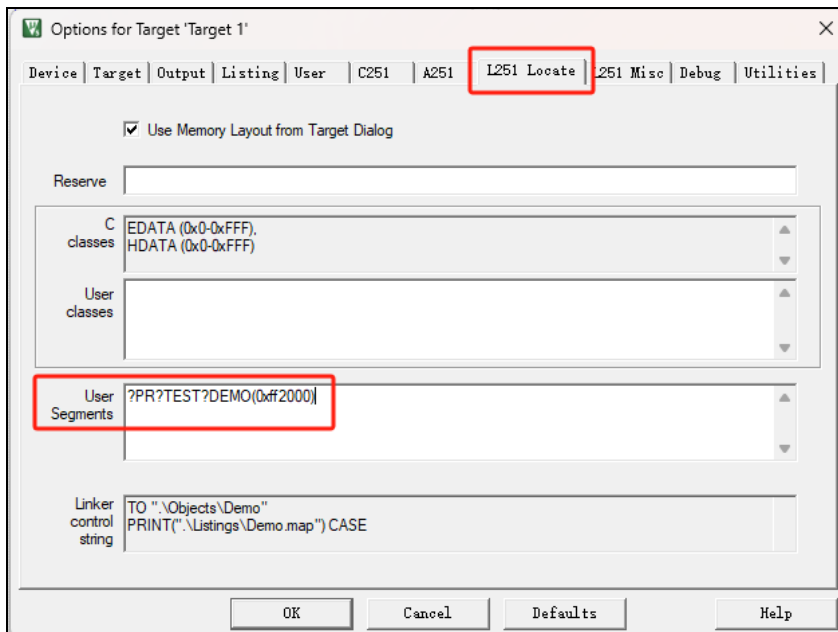 Options for Target 'Target 1'
Device Target Output Listing User C251 A251 L251 Locate L251 Misc Debug Utilities
Use Memory Layout from Target Dialog
Reserve
C classes
EDATA (0x0-0xFFF),
HDATA (0x0-0xFFF)
User classes
User Segments
?PR?TEST?DEMO(0xff2000)
Linker control string
TO ".\Objects\Demo"
PRINT(".\Listings\Demo.map") CASE
OK Cancel Defaults Help